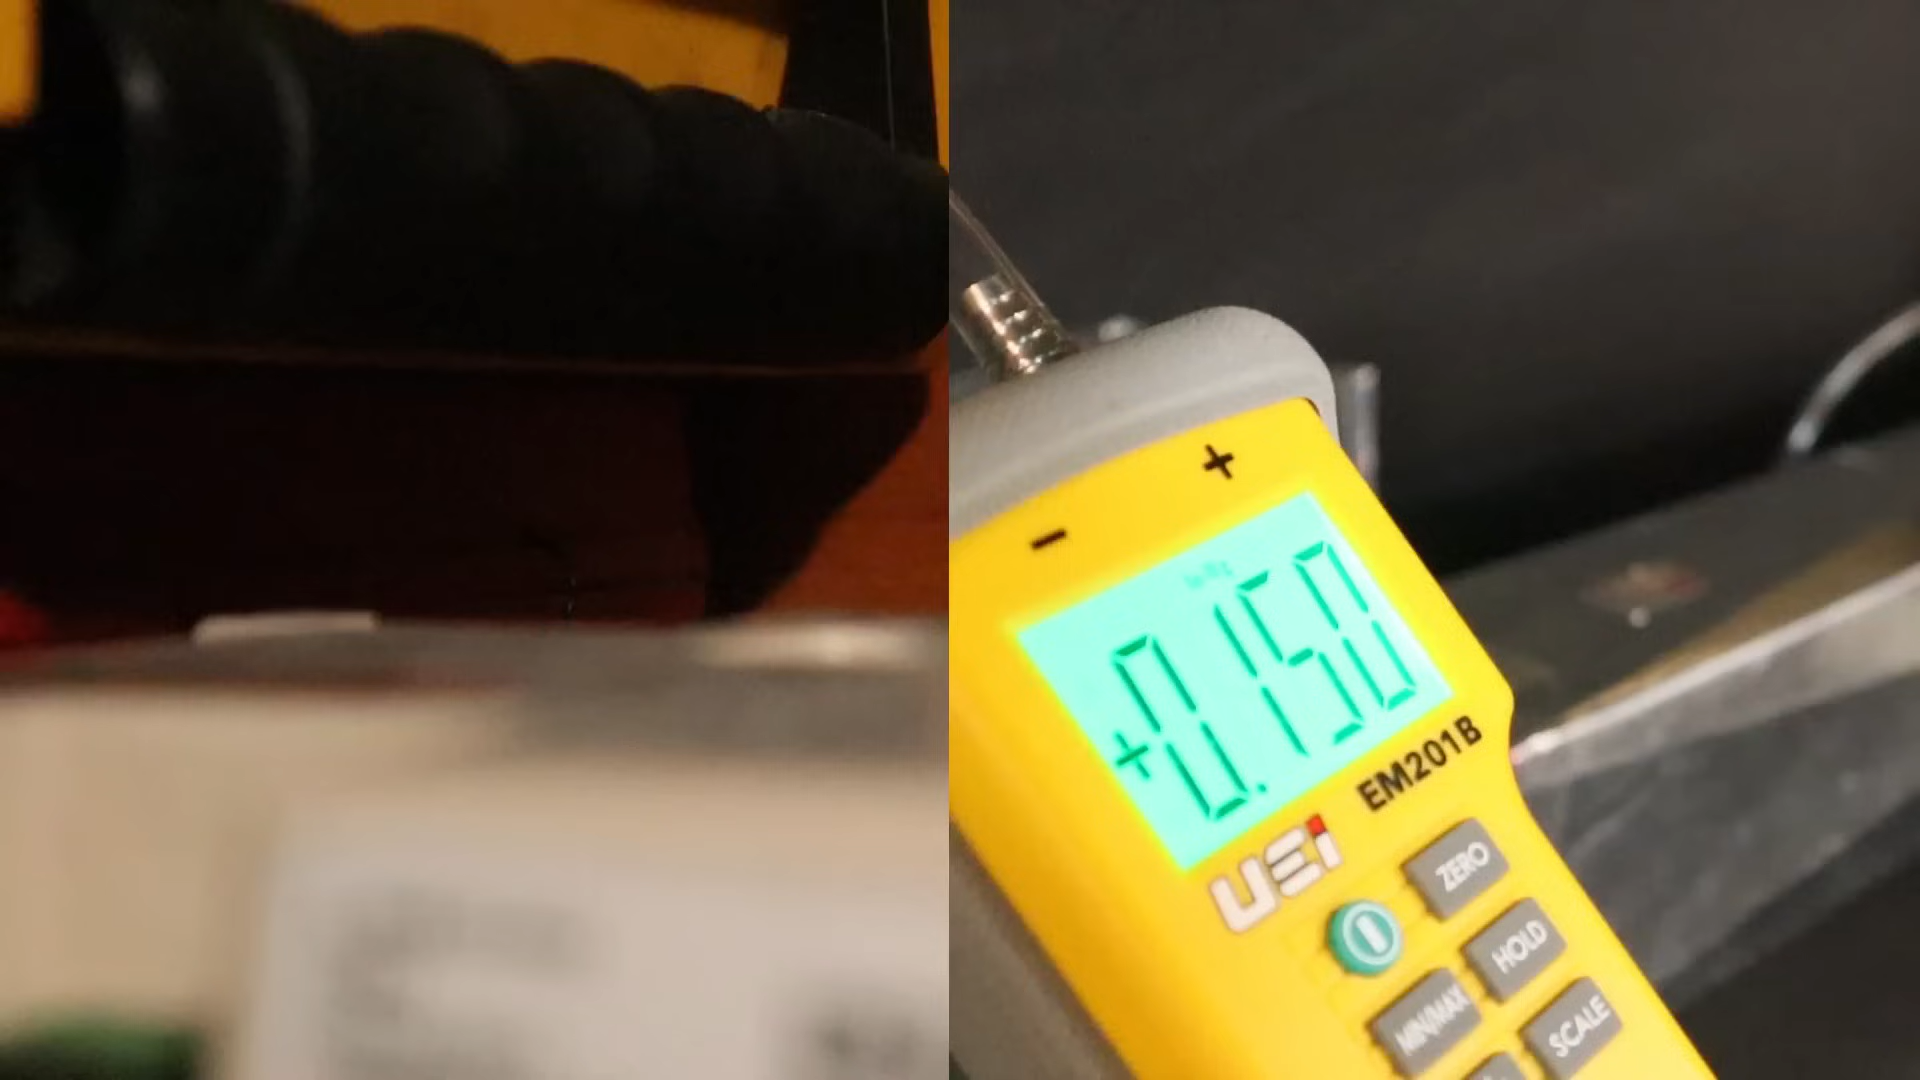 +
-
+0.150
EM201B
UEi
ZERO
HOLD
MIN/MAX
SCALE